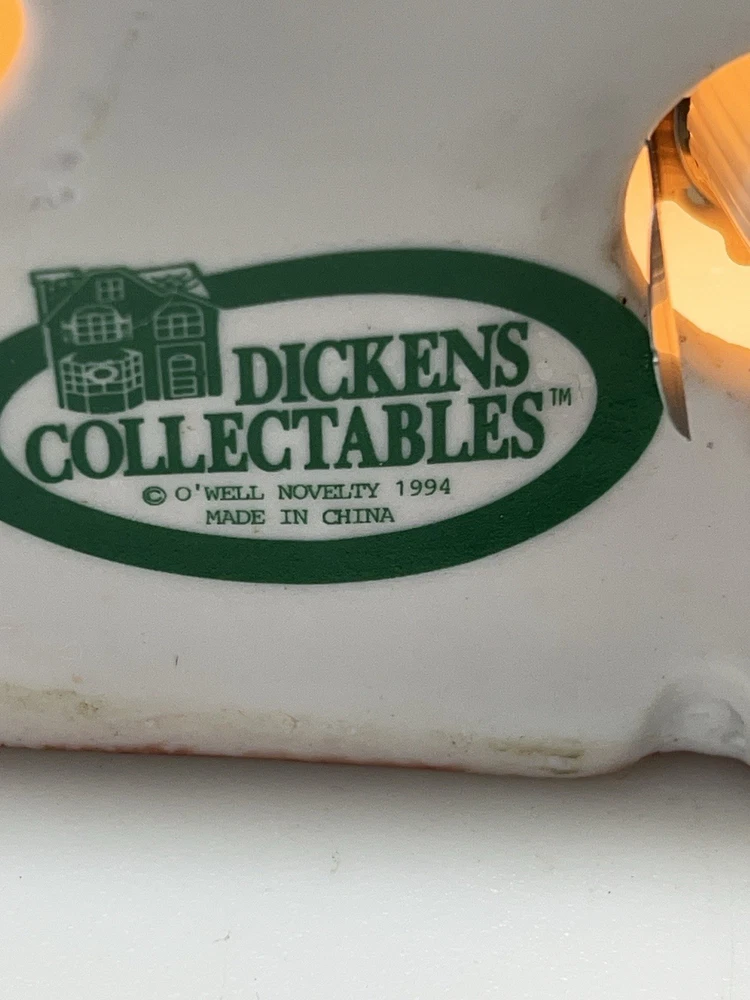 DICKENS
COLLECTABLES™
© O'WELL NOVELTY 1994
MADE IN CHINA